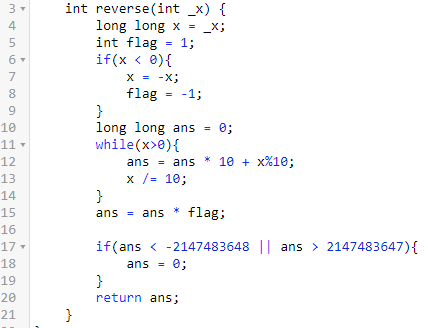 3 int reverse(int _x) {
4 long long x = _x;
5 int flag = 1;
6 if(x < 0){
7 x = -x;
8 flag = -1;
9 }
10 long long ans = 0;
11 while(x>0){
12 ans = ans * 10 + x%10;
13 x /= 10;
14 }
15 ans = ans * flag;
16
17 if(ans < -2147483648 || ans > 2147483647){
18 ans = 0;
19 }
20 return ans;
21 }